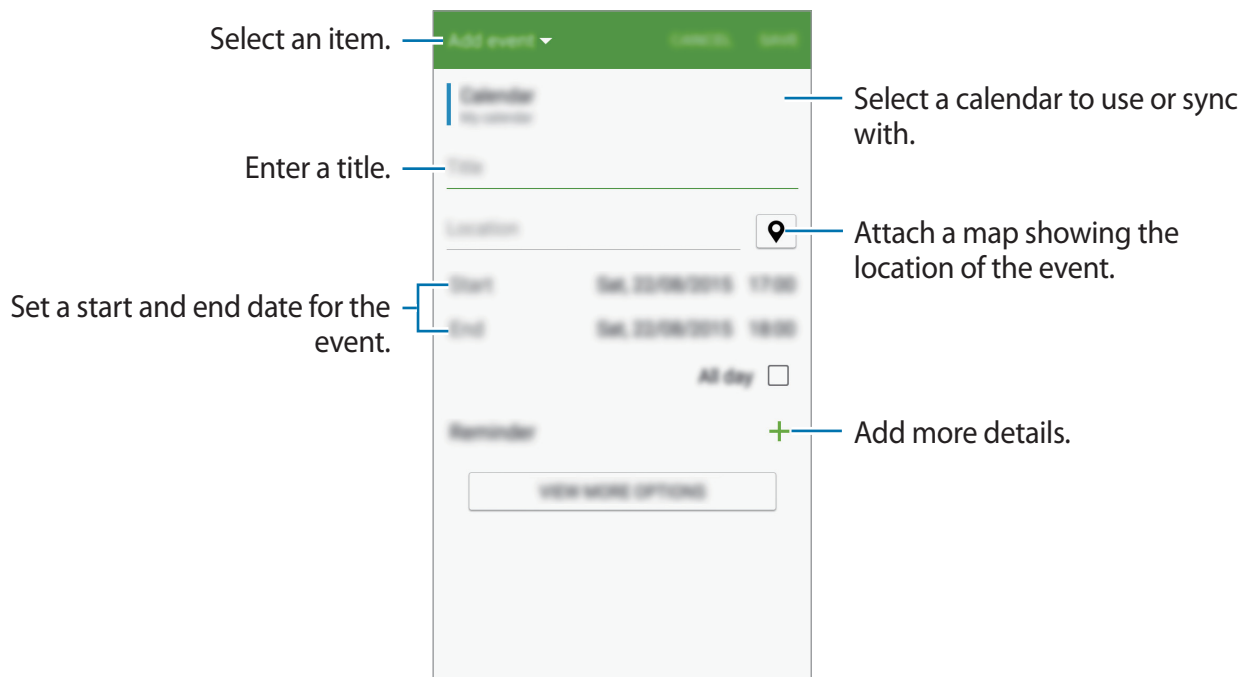 Select an item.
Add event
CANCEL SAVE
Calendar
My calendar
Select a calendar to use or sync
with.
Enter a title.
Title
Location
Attach a map showing the
location of the event.
Set a start and end date for the
event.
Start Sat, 22/08/2015 17:00
End Sat, 22/08/2015 18:00
All day
Reminder
Add more details.
VIEW MORE OPTIONS